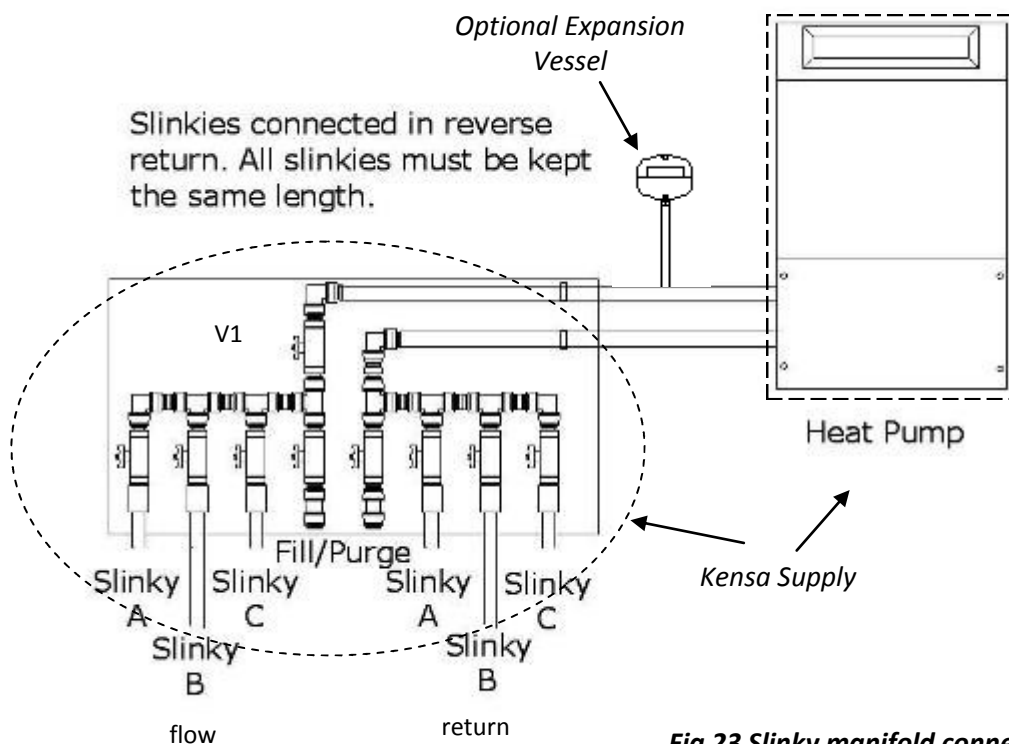 Optional Expansion
Vessel
Slinkies connected in reverse
return. All slinkies must be kept
the same length.
V1
Heat Pump
Fill/Purge
Slinky
A
Slinky
B
Slinky
C
Slinky
A
Slinky
B
Slinky
C
Kensa Supply
flow
return
Fig 23 Slinky manifold